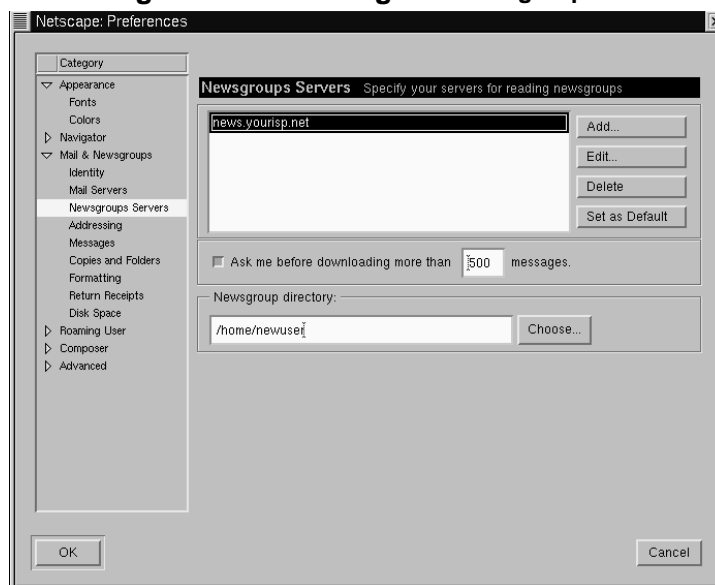 Netscape: Preferences
Category
Appearance
Fonts
Colors
Navigator
Mail & Newsgroups
Identity
Mail Servers
Newsgroups Servers
Addressing
Messages
Copies and Folders
Formatting
Return Receipts
Disk Space
Roaming User
Composer
Advanced
Newsgroups Servers Specify your servers for reading newsgroups
news.yourisp.net
Add...
Edit...
Delete
Set as Default
Ask me before downloading more than 500 messages.
Newsgroup directory:
/home/newuser
Choose...
OK
Cancel